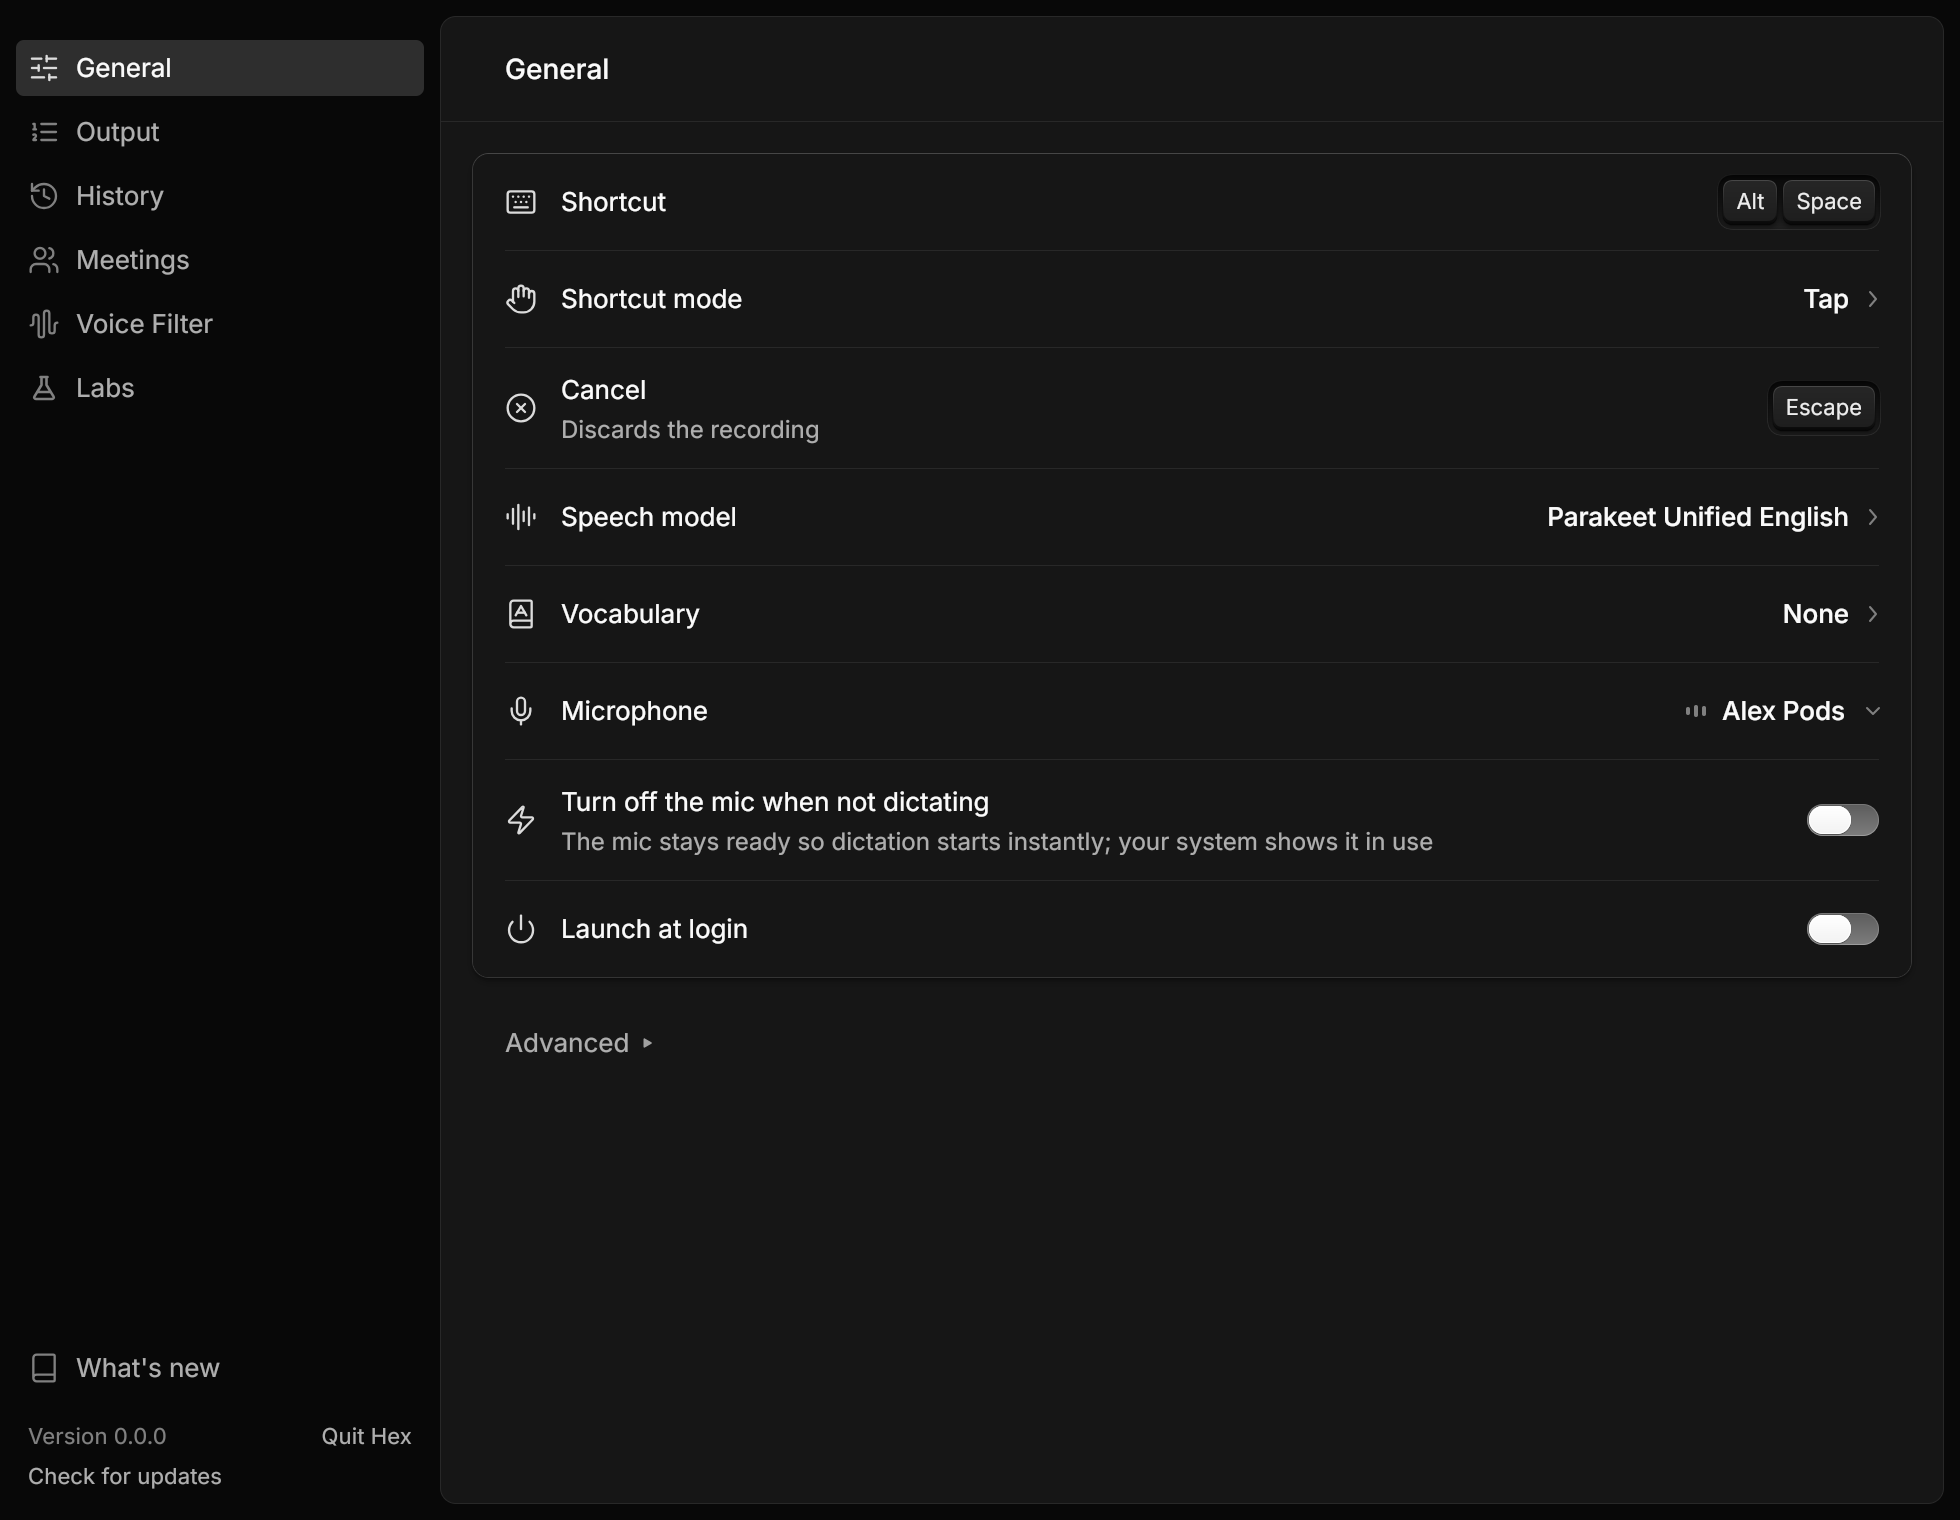 General
Output
History
Meetings
Voice Filter
Labs
What's new
Version 0.0.0
Quit Hex
Check for updates
General
Shortcut
Alt Space
Shortcut mode
Tap
Cancel
Discards the recording
Escape
Speech model
Parakeet Unified English
Vocabulary
None
Microphone
Alex Pods
Turn off the mic when not dictating
The mic stays ready so dictation starts instantly; your system shows it in use
Launch at login
Advanced